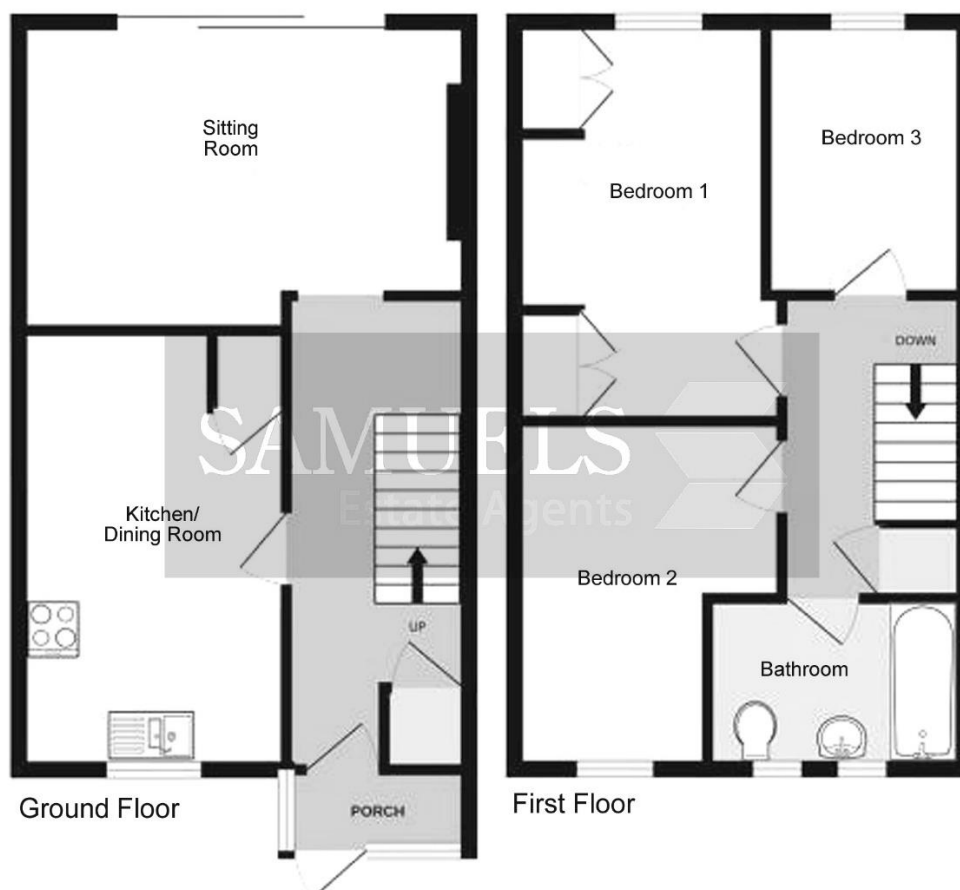 Sitting
Room
Kitchen/
Dining Room
UP
PORCH
Ground Floor
Bedroom 1
Bedroom 3
DOWN
Bedroom 2
Bathroom
First Floor
SAMUELS
Estate Agents